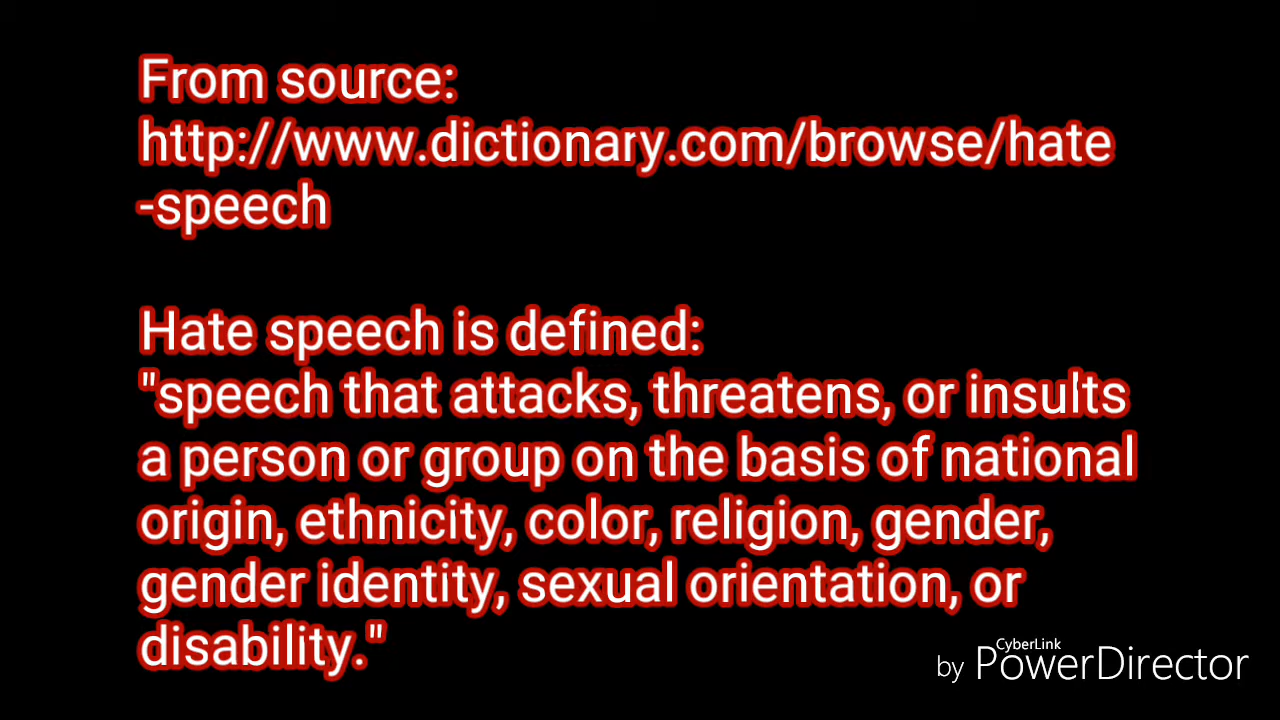 From source:
http://www.dictionary.com/browse/hate
-speech
Hate speech is defined:
"speech that attacks, threatens, or insults
a person or group on the basis of national
origin, ethnicity, color, religion, gender,
gender identity, sexual orientation, or
disability."
CyberLink
by PowerDirector